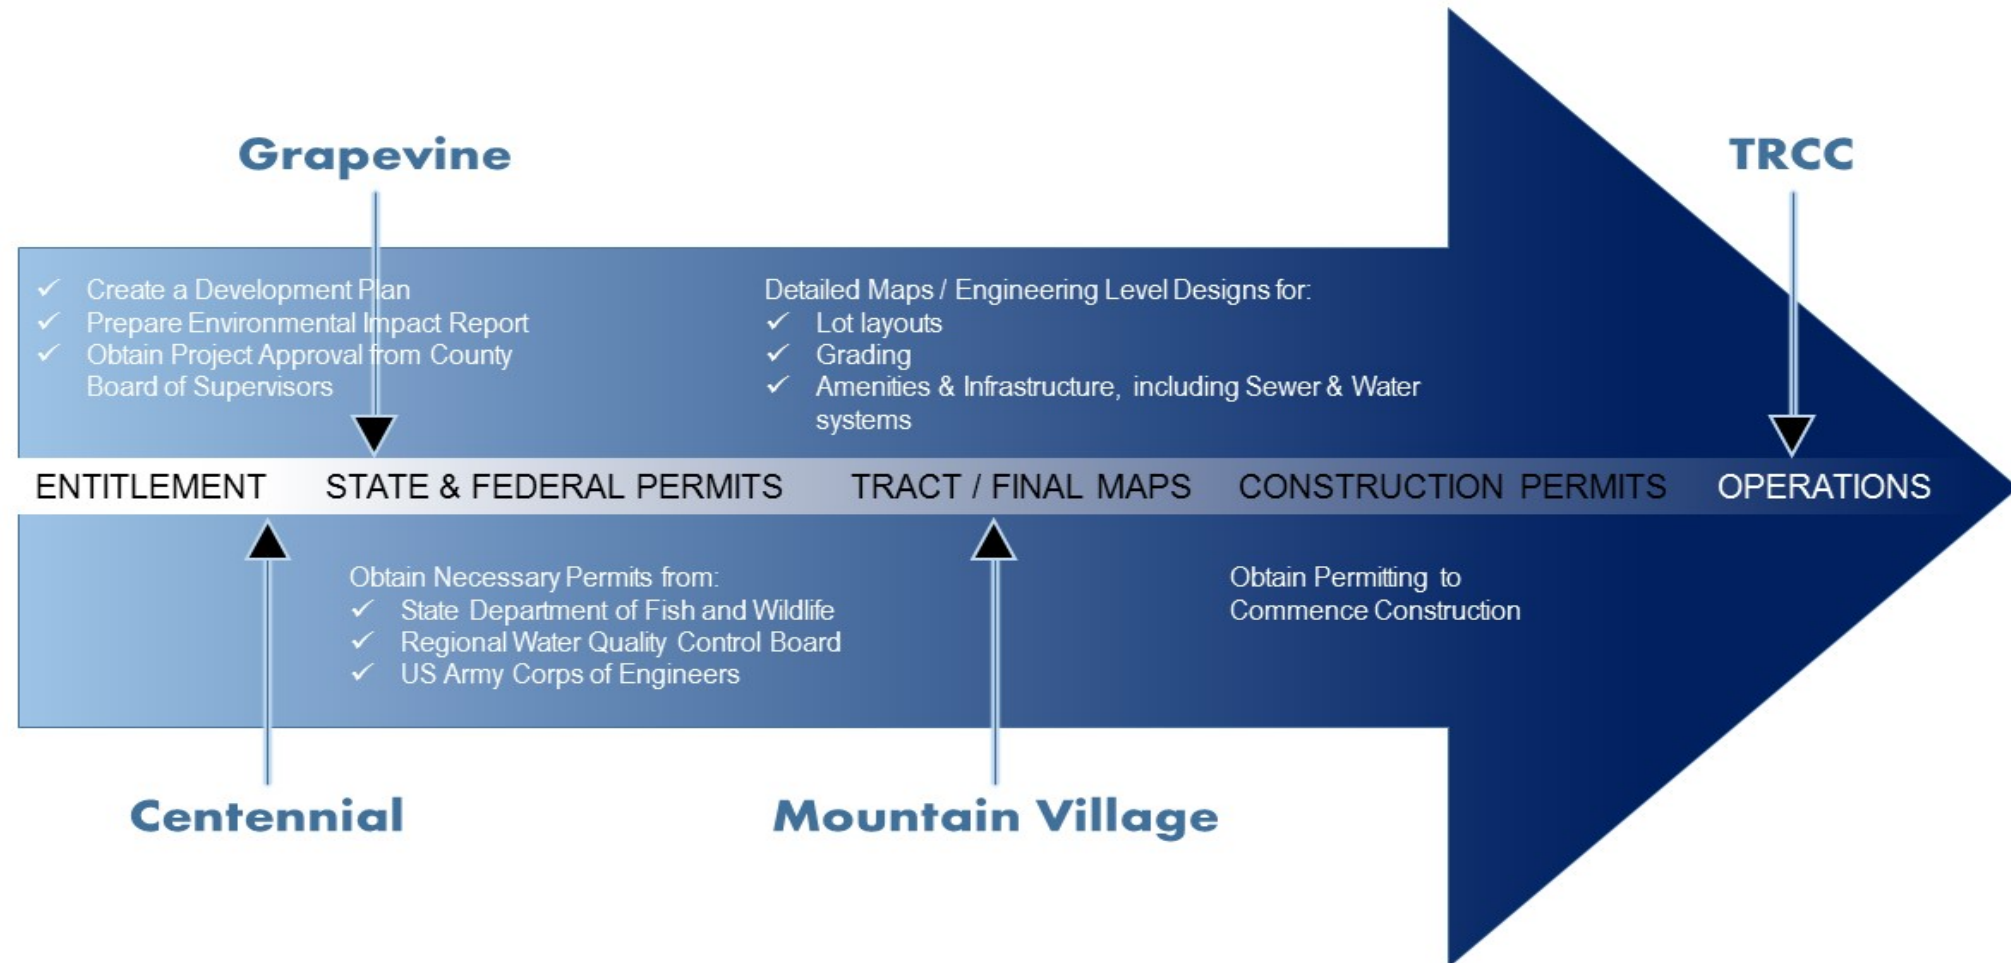 Grapevine
TRCC
✓ Create a Development Plan
✓ Prepare Environmental Impact Report
✓ Obtain Project Approval from County
Board of Supervisors
Detailed Maps / Engineering Level Designs for:
✓ Lot layouts
✓ Grading
✓ Amenities & Infrastructure, including Sewer & Water
systems
ENTITLEMENT STATE & FEDERAL PERMITS TRACT / FINAL MAPS CONSTRUCTION PERMITS OPERATIONS
Obtain Necessary Permits from:
✓ State Department of Fish and Wildlife
✓ Regional Water Quality Control Board
✓ US Army Corps of Engineers
Obtain Permitting to
Commence Construction
Centennial
Mountain Village